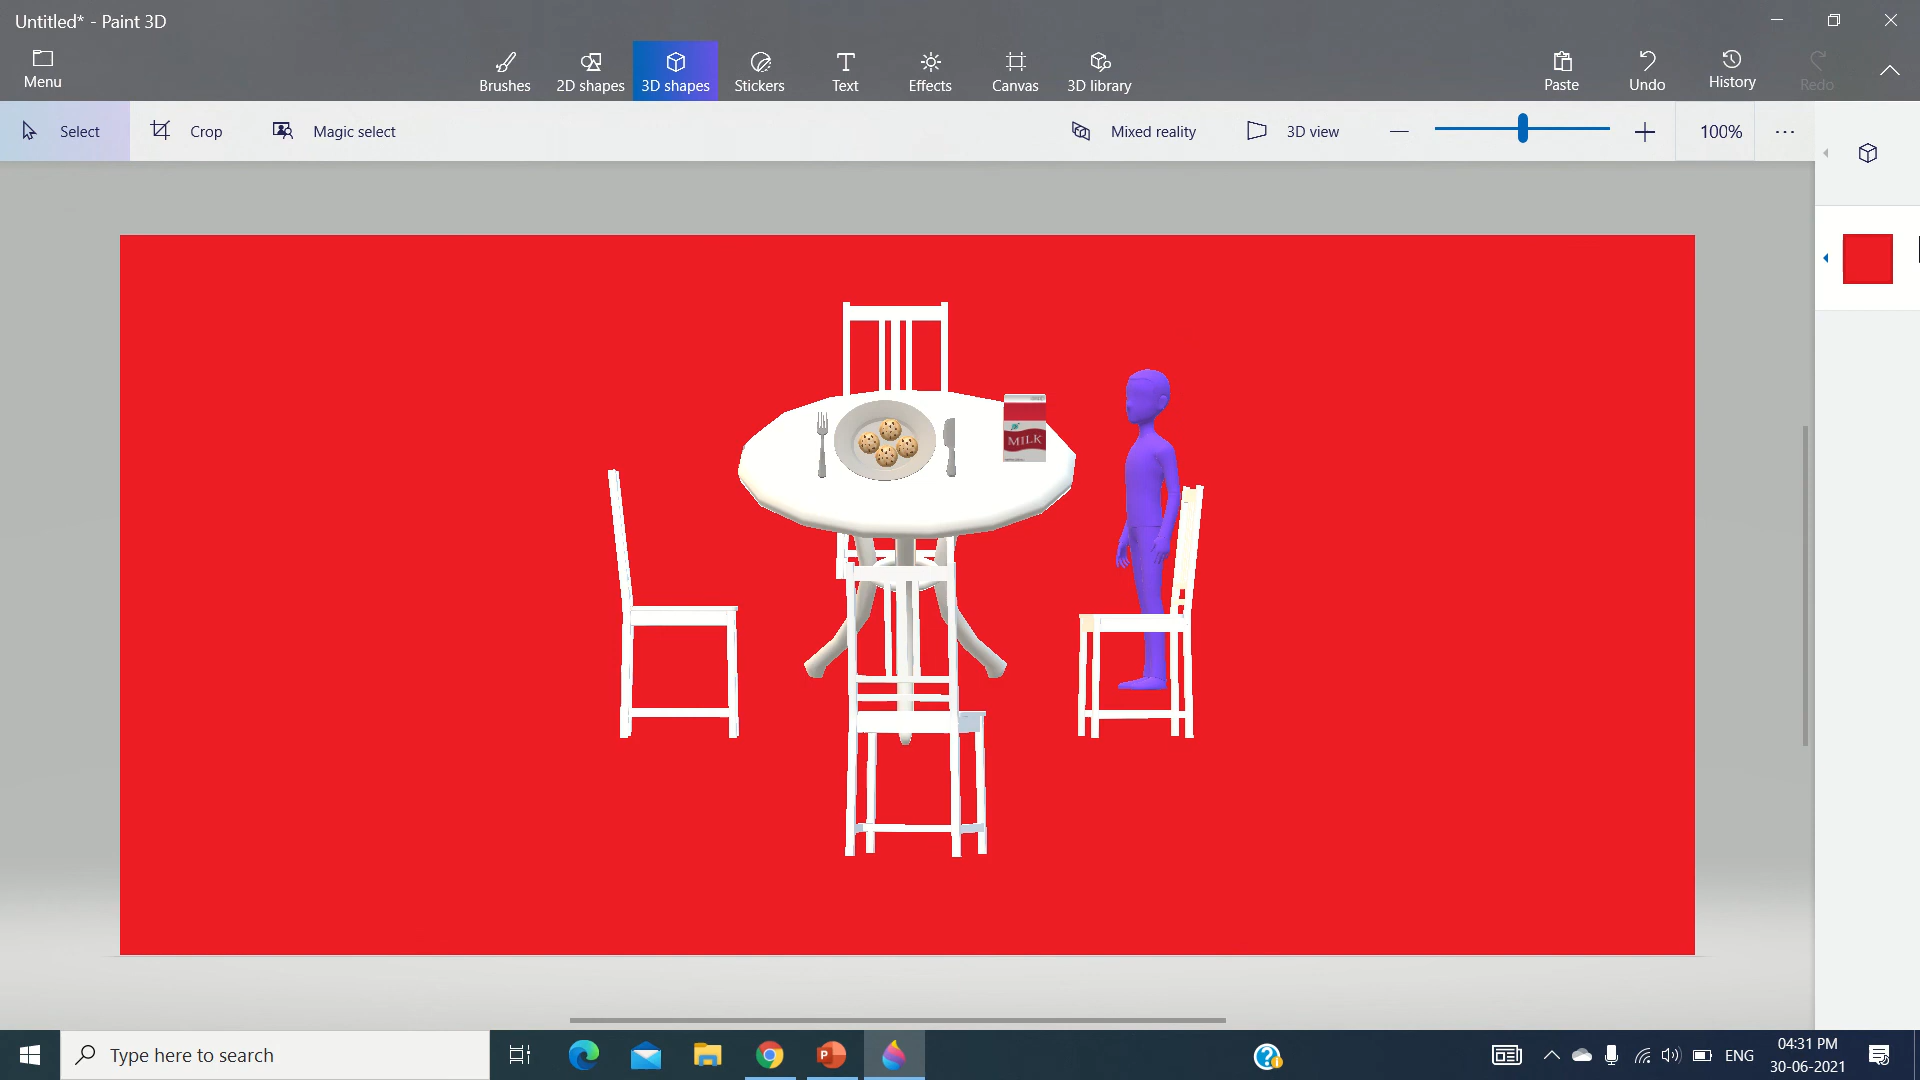 Untitled* - Paint 3D
Menu
Brushes
2D shapes
3D shapes
Stickers
Text
Effects
Canvas
3D library
Paste
Undo
History
Redo
Select
Crop
Magic select
Mixed reality
3D view
100%
MILK
Type here to search
ENG
04:31 PM
30-06-2021